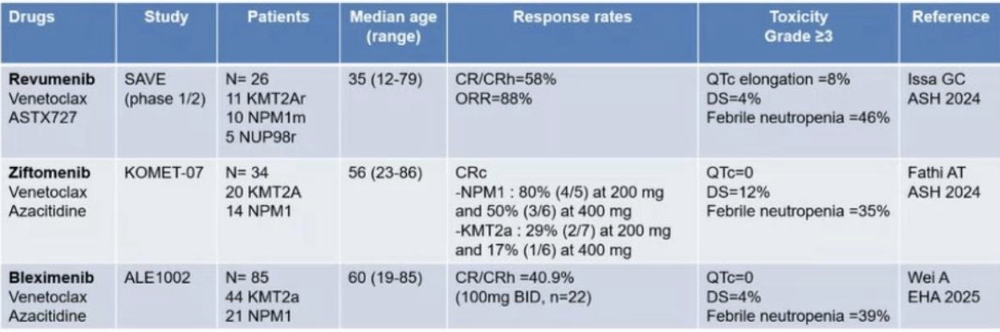 Drugs
Study
Patients
Median age
(range)
Response rates
Toxicity
Grade ≥3
Reference
Revumenib
Venetoclax
ASTX727
SAVE
(phase 1/2)
N= 26
11 KMT2Ar
10 NPM1m
5 NUP98r
35 (12-79)
CR/CRh=58%
ORR=88%
QTc elongation =8%
DS=4%
Febrile neutropenia =46%
Issa GC
ASH 2024
Ziftomenib
Venetoclax
Azacitidine
KOMET-07
N= 34
20 KMT2A
14 NPM1
56 (23-86)
CRc
-NPM1 : 80% (4/5) at 200 mg
and 50% (3/6) at 400 mg
-KMT2a : 29% (2/7) at 200 mg
and 17% (1/6) at 400 mg
QTc=0
DS=12%
Febrile neutropenia =35%
Fathi AT
ASH 2024
Bleximenib
Venetoclax
Azacitidine
ALE1002
N= 85
44 KMT2a
21 NPM1
60 (19-85)
CR/CRh =40.9%
(100mg BID, n=22)
QTc=0
DS=4%
Febrile neutropenia =39%
Wei A
EHA 2025